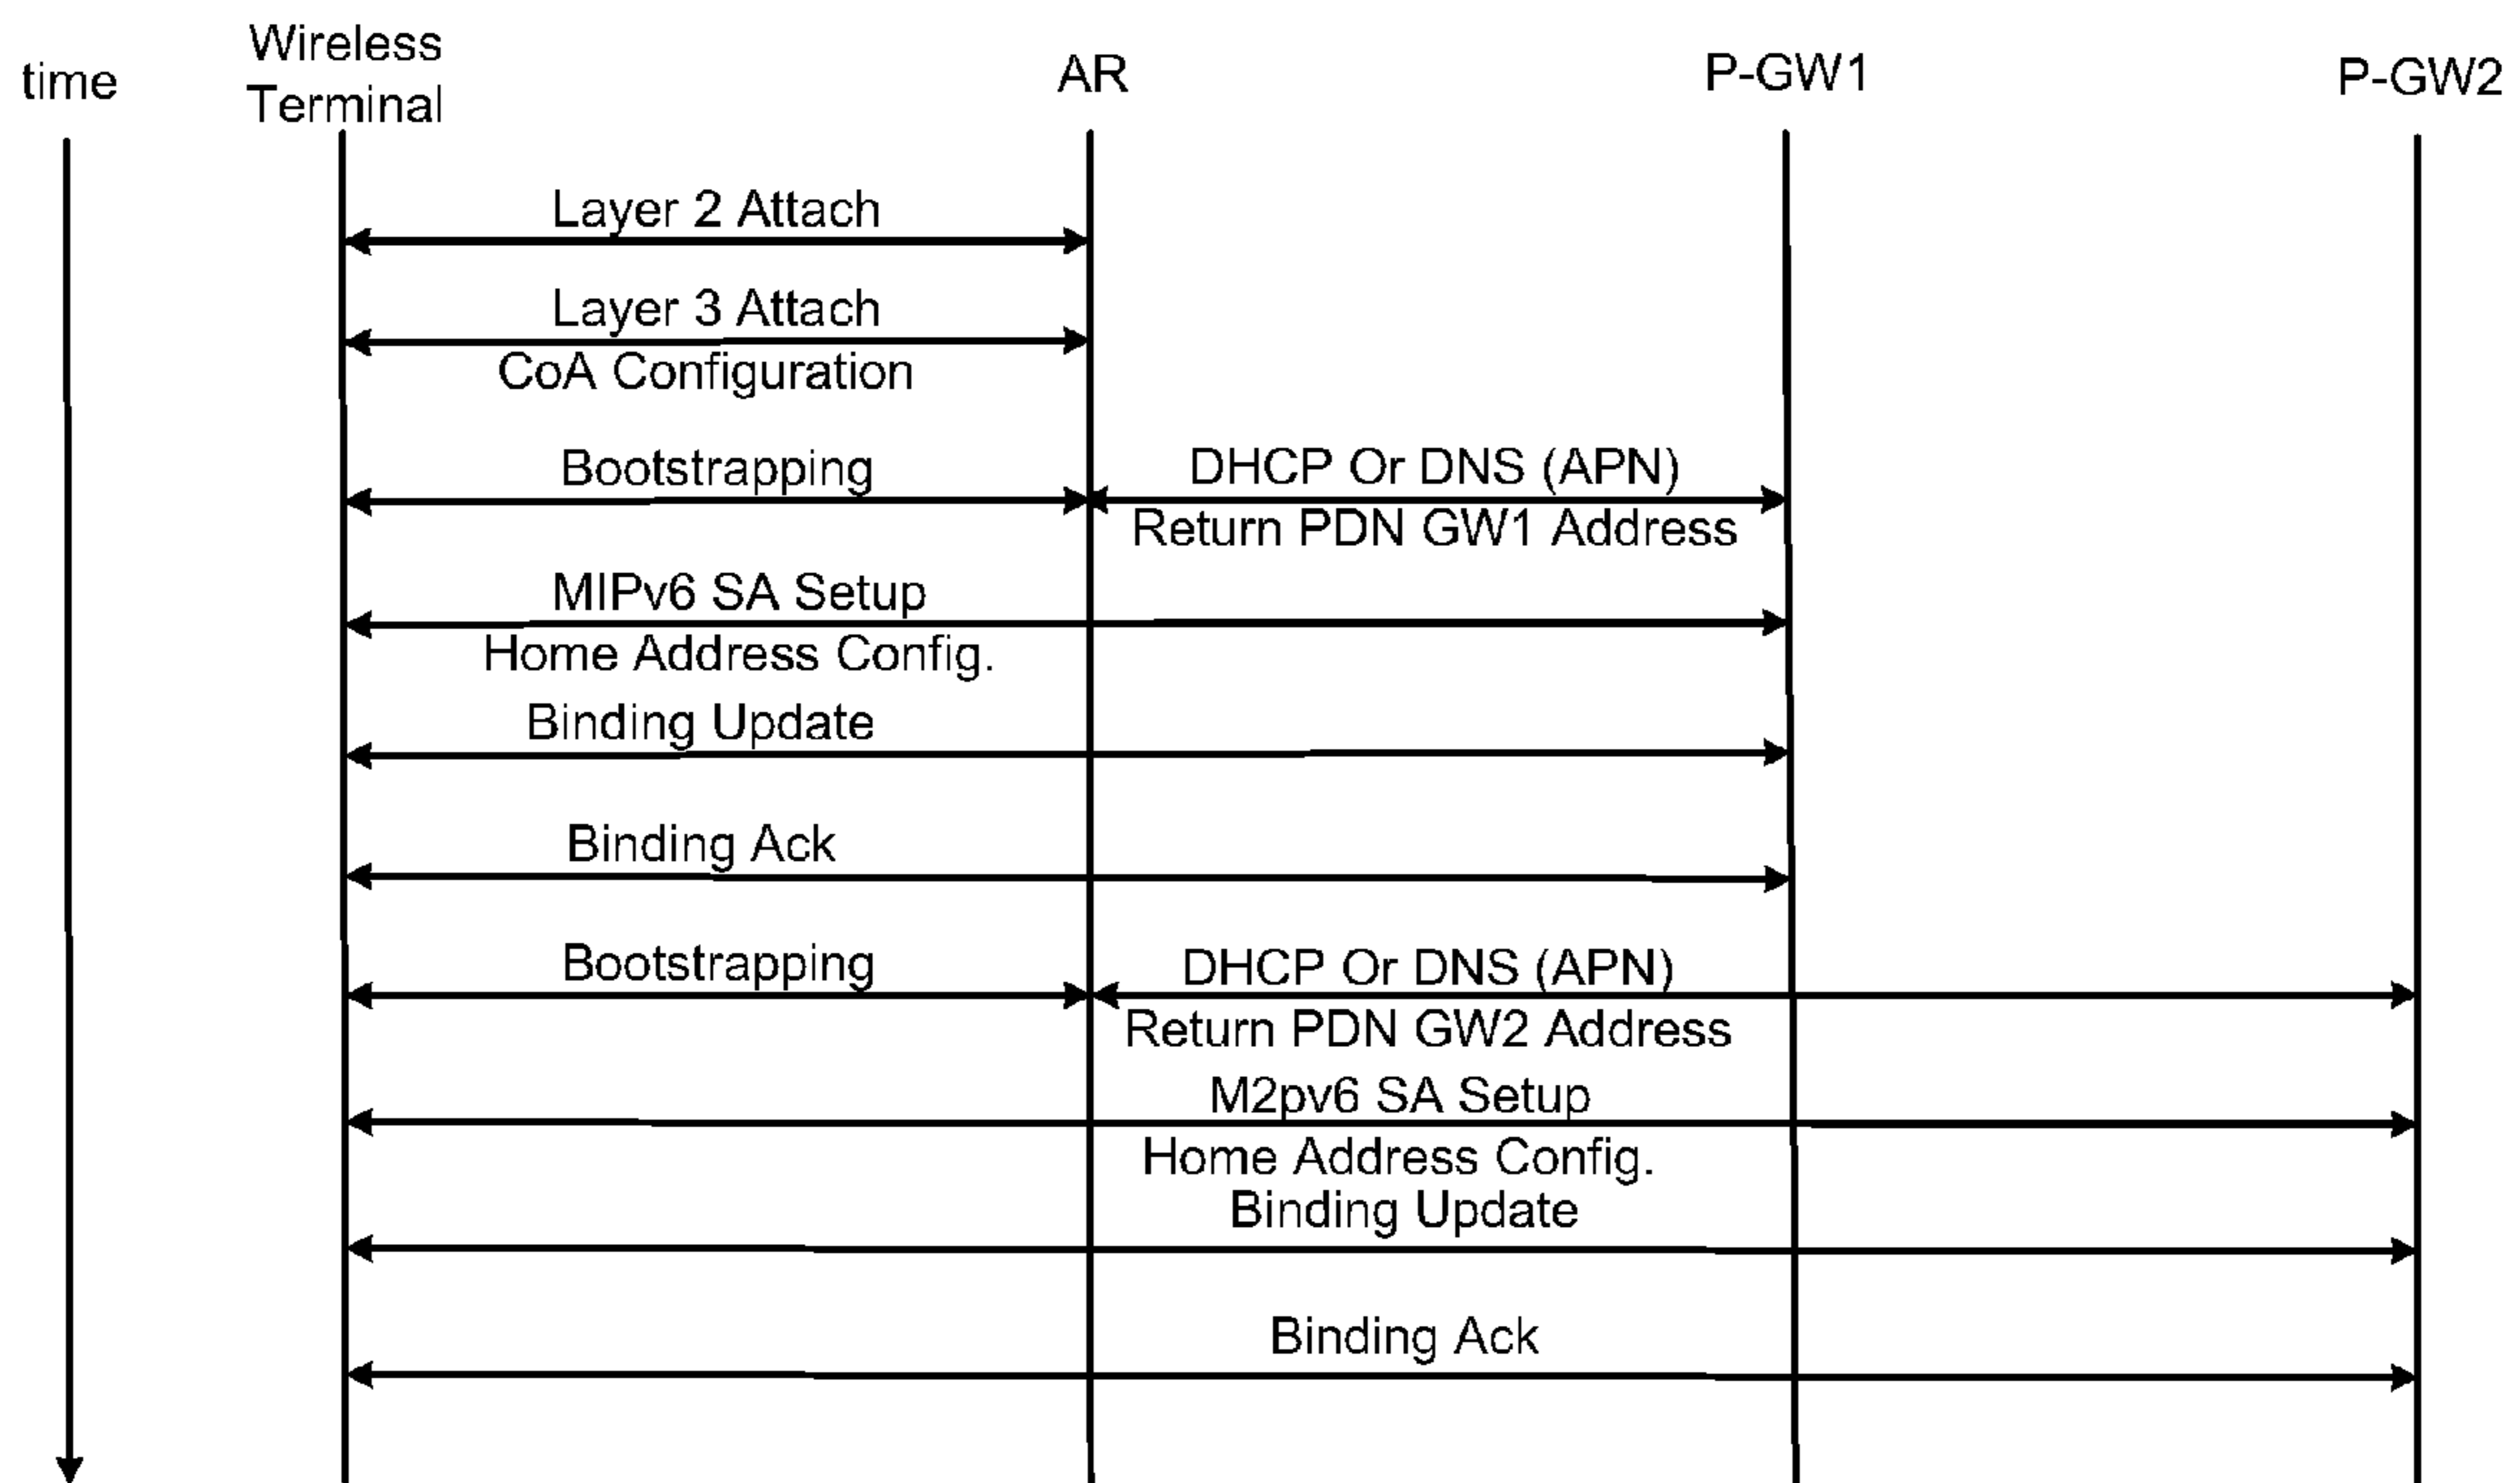 time
Wireless
Terminal
AR
P-GW1
P-GW2
Layer 2 Attach
Layer 3 Attach
CoA Configuration
Bootstrapping
DHCP Or DNS (APN)
Return PDN GW1 Address
MIPv6 SA Setup
Home Address Config.
Binding Update
Binding Ack
Bootstrapping
DHCP Or DNS (APN)
Return PDN GW2 Address
M2pv6 SA Setup
Home Address Config.
Binding Update
Binding Ack